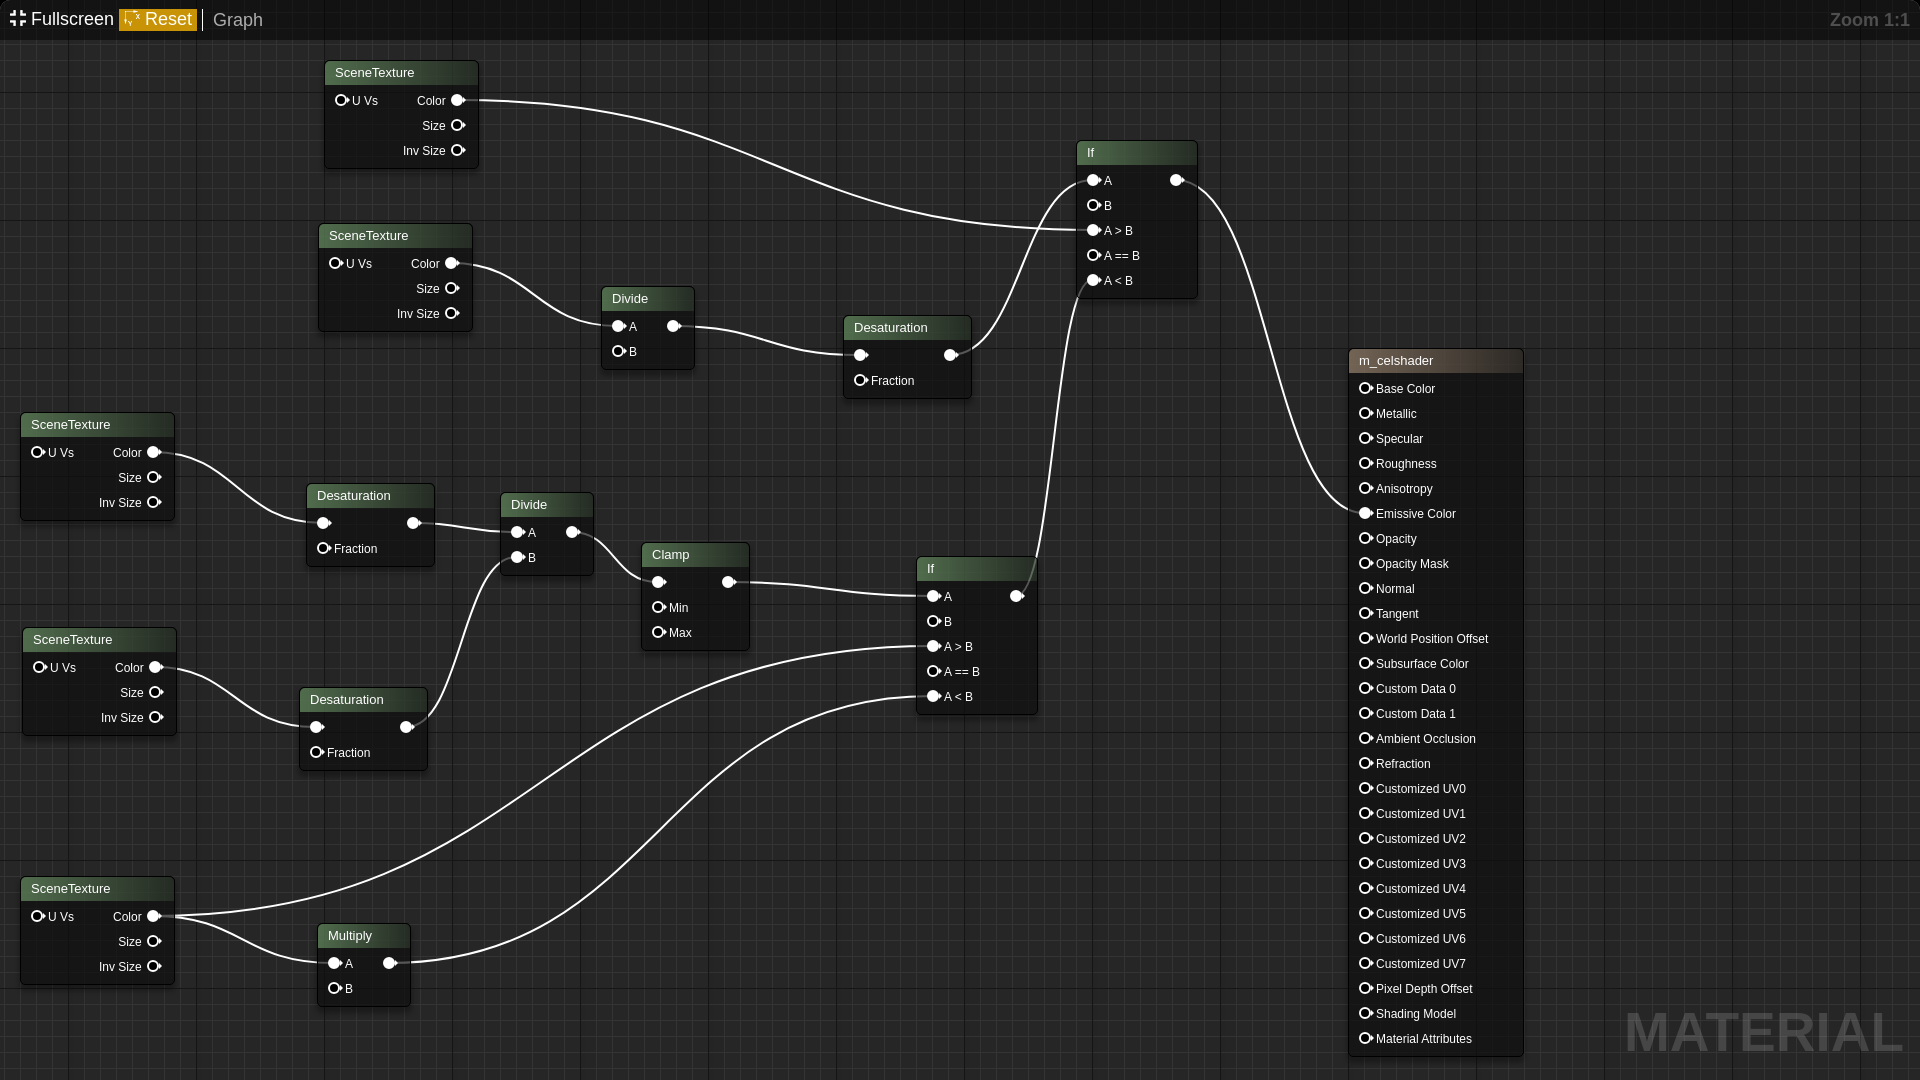 Fullscreen Reset Graph
Zoom 1:1
SceneTexture
U Vs Color
Size
Inv Size
If
A
B
A > B
A == B
A < B
SceneTexture
U Vs Color
Size
Inv Size
Divide
A
B
Desaturation
Fraction
m_celshader
Base Color
Metallic
Specular
Roughness
Anisotropy
Emissive Color
Opacity
Opacity Mask
Normal
Tangent
World Position Offset
Subsurface Color
Custom Data 0
Custom Data 1
Ambient Occlusion
Refraction
Customized UV0
Customized UV1
Customized UV2
Customized UV3
Customized UV4
Customized UV5
Customized UV6
Customized UV7
Pixel Depth Offset
Shading Model
Material Attributes
SceneTexture
U Vs Color
Size
Inv Size
Desaturation
Fraction
Divide
A
B
Clamp
Min
Max
If
A
B
A > B
A == B
A < B
SceneTexture
U Vs Color
Size
Inv Size
Desaturation
Fraction
SceneTexture
U Vs Color
Size
Inv Size
Multiply
A
B
MATERIAL